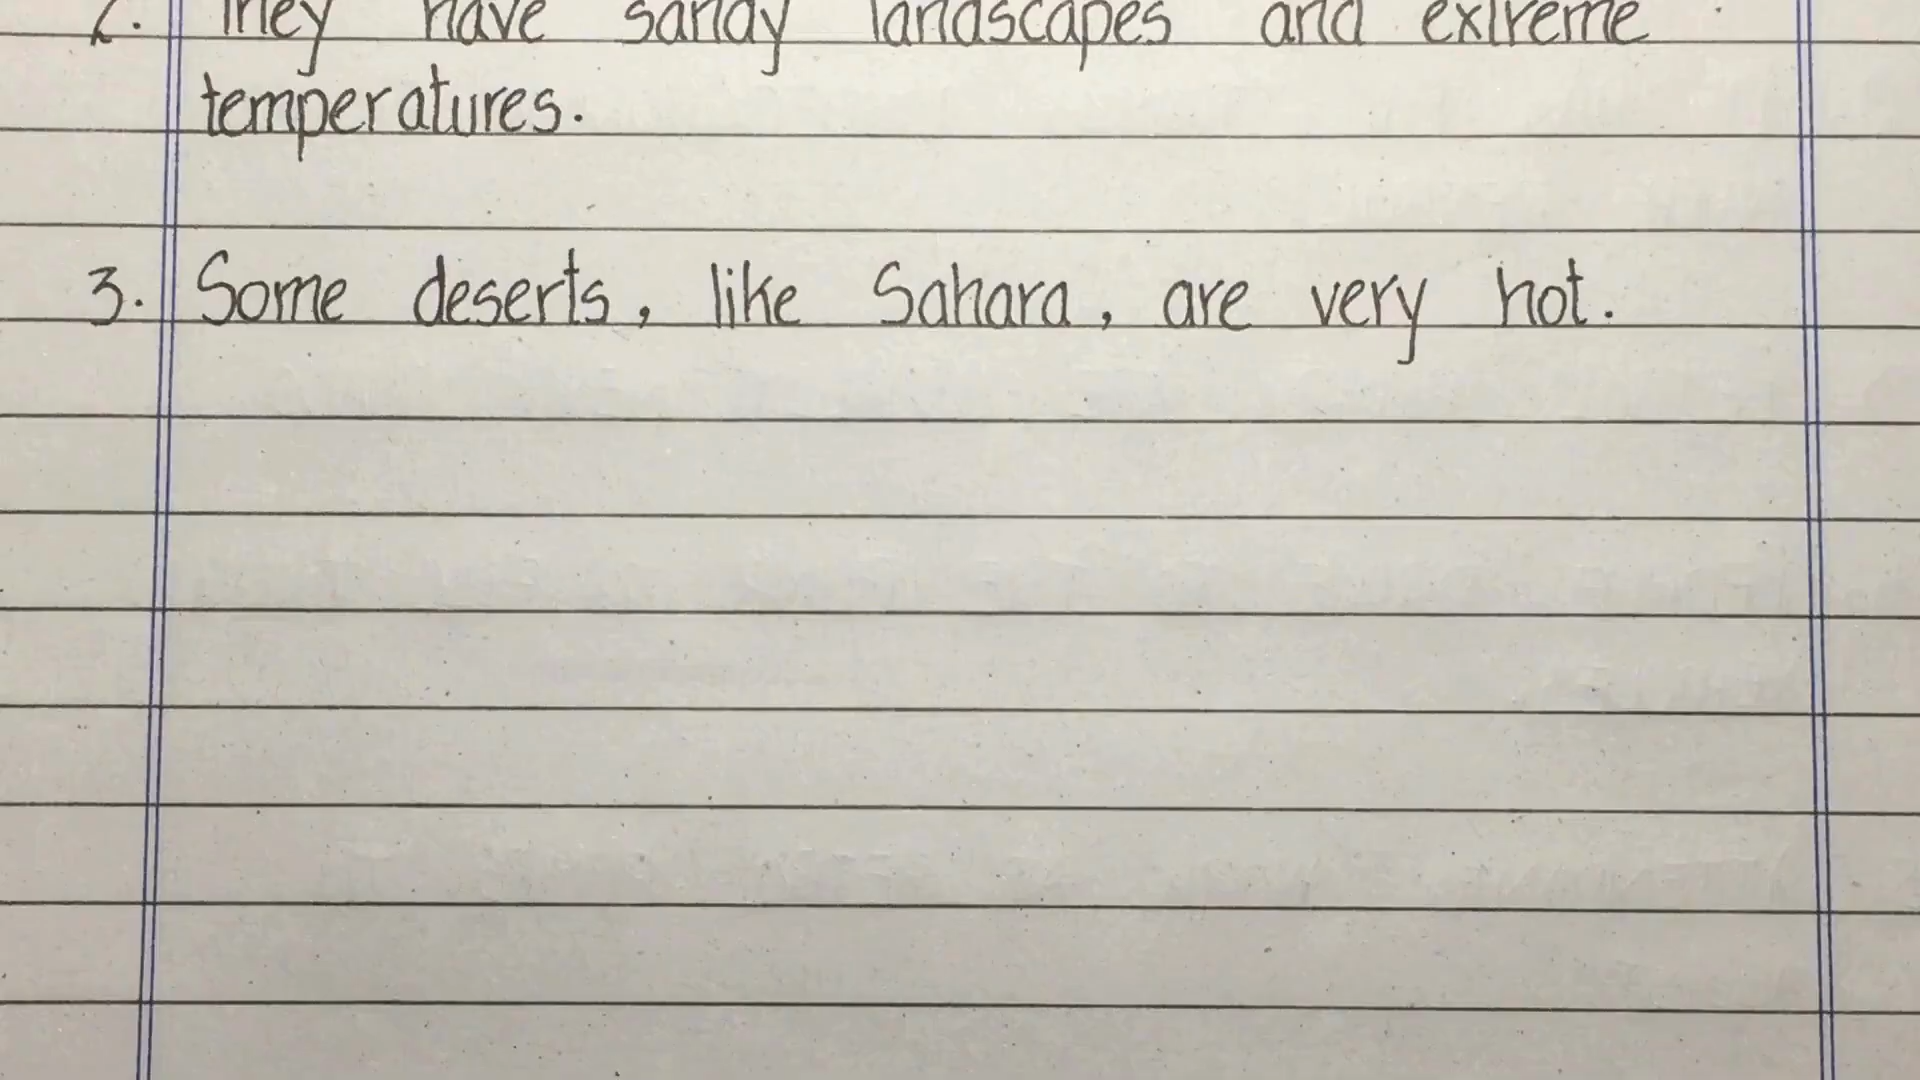 2. They have sandy landscapes and extreme
temperatures.
3. Some deserts, like Sahara, are very hot.